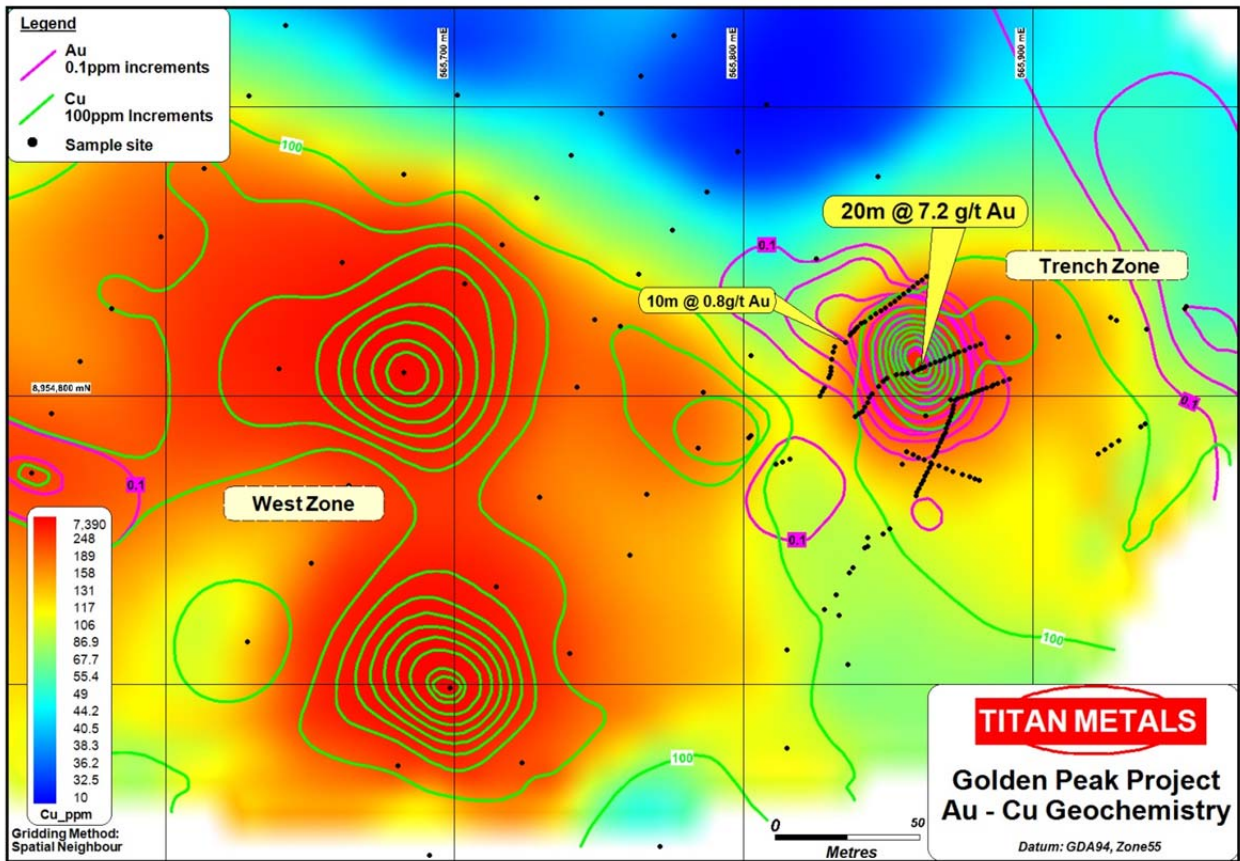 Legend
Au
0.1ppm increments
Cu
100ppm Increments
Sample site
565,700 mE
565,800 mE
565,900 mE
100
20m @ 7.2 g/t Au
0.1
Trench Zone
10m @ 0.8g/t Au
8,954,800 mN
0.1
0.1
West Zone
0.1
7,390
248
189
158
131
117
106
86.9
67.7
55.4
49
44.2
40.5
38.3
36.2
32.5
10
Cu_ppm
Gridding Method:
Spatial Neighbour
100
100
TITAN METALS
Golden Peak Project
Au - Cu Geochemistry
Datum: GDA94, Zone55
0 50
Metres